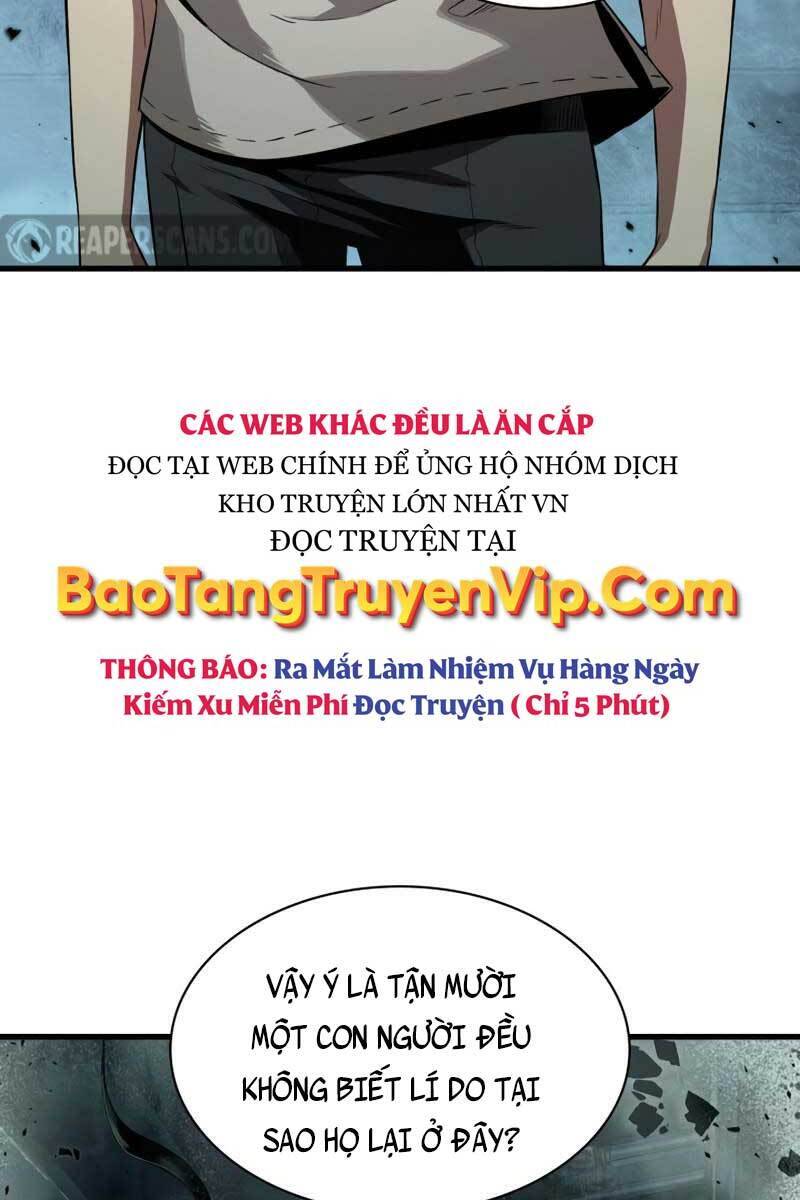 REAPERSCANS.COM
CÁC WEB KHÁC ĐỀU LÀ ĂN CẮP
ĐỌC TẠI WEB CHÍNH ĐỂ ỦNG HỘ NHÓM DỊCH
KHO TRUYỆN LỚN NHẤT VN
ĐỌC TRUYỆN TẠI
BaoTangTruyenVip.Com
THÔNG BÁO: Ra Mắt Làm Nhiệm Vụ Hàng Ngày
Kiếm Xu Miễn Phí Đọc Truyện ( Chỉ 5 Phút)
VẬY Ý LÀ TẬN MƯỜI
MỘT CON NGƯỜI ĐỀU
KHÔNG BIẾT LÍ DO TẠI
SAO HỌ LẠI Ở ĐÂY?